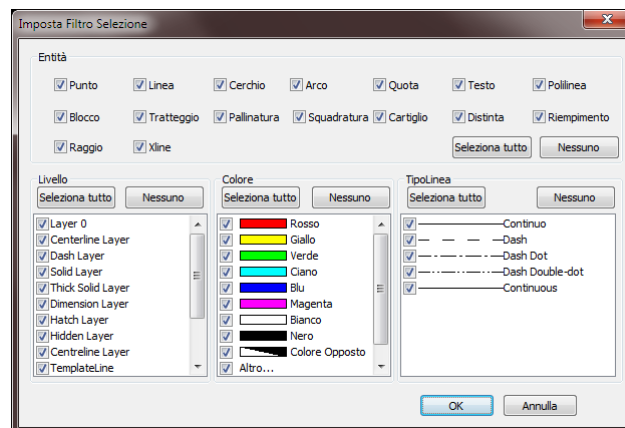 Imposta Filtro Selezione
Entità
Punto Linea Cerchio Arco Quota Testo Polilinea
Blocco Tratteggio Pallinatura Squadratura Cartiglio Distinta Riempimento
Raggio Xline Seleziona tutto Nessuno
Livello
Seleziona tutto Nessuno
Layer 0
Centerline Layer
Dash Layer
Solid Layer
Thick Solid Layer
Dimension Layer
Hatch Layer
Hidden Layer
Centreline Layer
TemplateLine
Colore
Seleziona tutto Nessuno
Rosso
Giallo
Verde
Ciano
Blu
Magenta
Bianco
Nero
Colore Opposto
Altro...
TipoLinea
Seleziona tutto Nessuno
Continuo
Dash
Dash Dot
Dash Double-dot
Continuous
OK Annulla